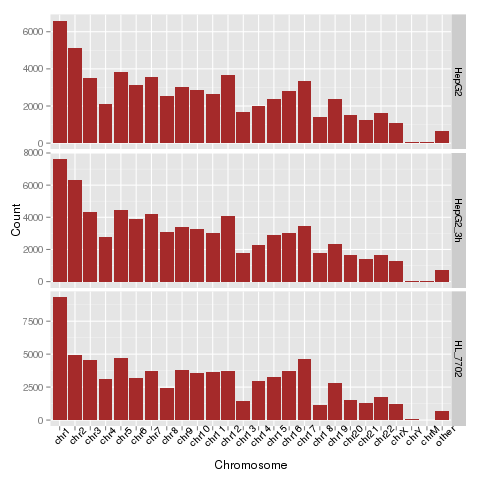 6000
4000
2000
0
HepG2
8000
6000
4000
2000
0
HepG2_3h
7500
5000
2500
0
HL_7702
Count
chr1
chr2
chr3
chr4
chr5
chr6
chr7
chr8
chr9
chr10
chr11
chr12
chr13
chr14
chr15
chr16
chr17
chr18
chr19
chr20
chr21
chr22
chrX
chrY
chrM
other
Chromosome